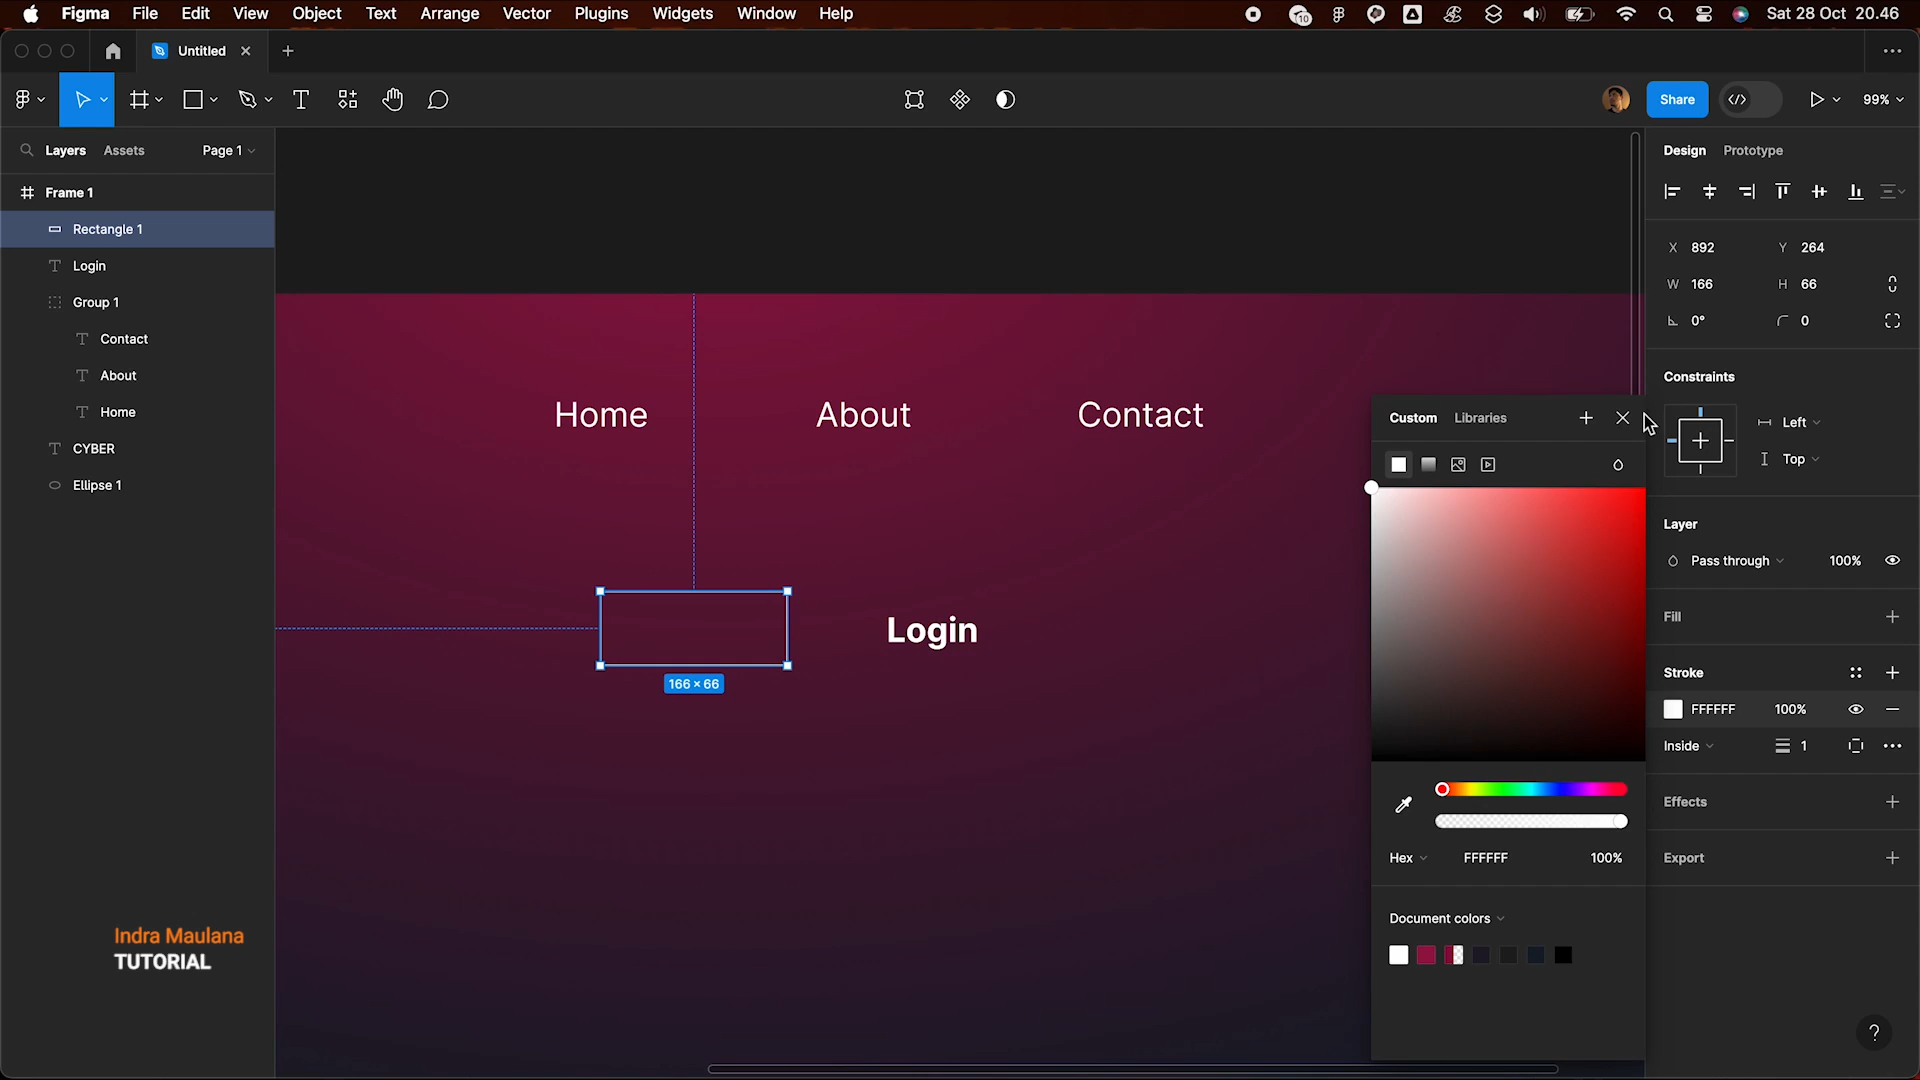 Figma File Edit View Object Text Arrange Vector Plugins Widgets Window Help 10 Sat 28 Oct 20.46
Untitled
Share 99%
Layers Assets Page 1
Frame 1
Rectangle 1
Login
Group 1
Contact
About
Home
CYBER
Ellipse 1
Indra Maulana
TUTORIAL
Home About Contact
Login
166 × 66
Custom Libraries
Hex FFFFFF 100%
Document colors
Design Prototype
X 892 Y 264
W 166 H 66
0° 0
Constraints
Left
Top
Layer
Pass through 100%
Fill
Stroke
FFFFFF 100%
Inside 1
Effects
Export
?